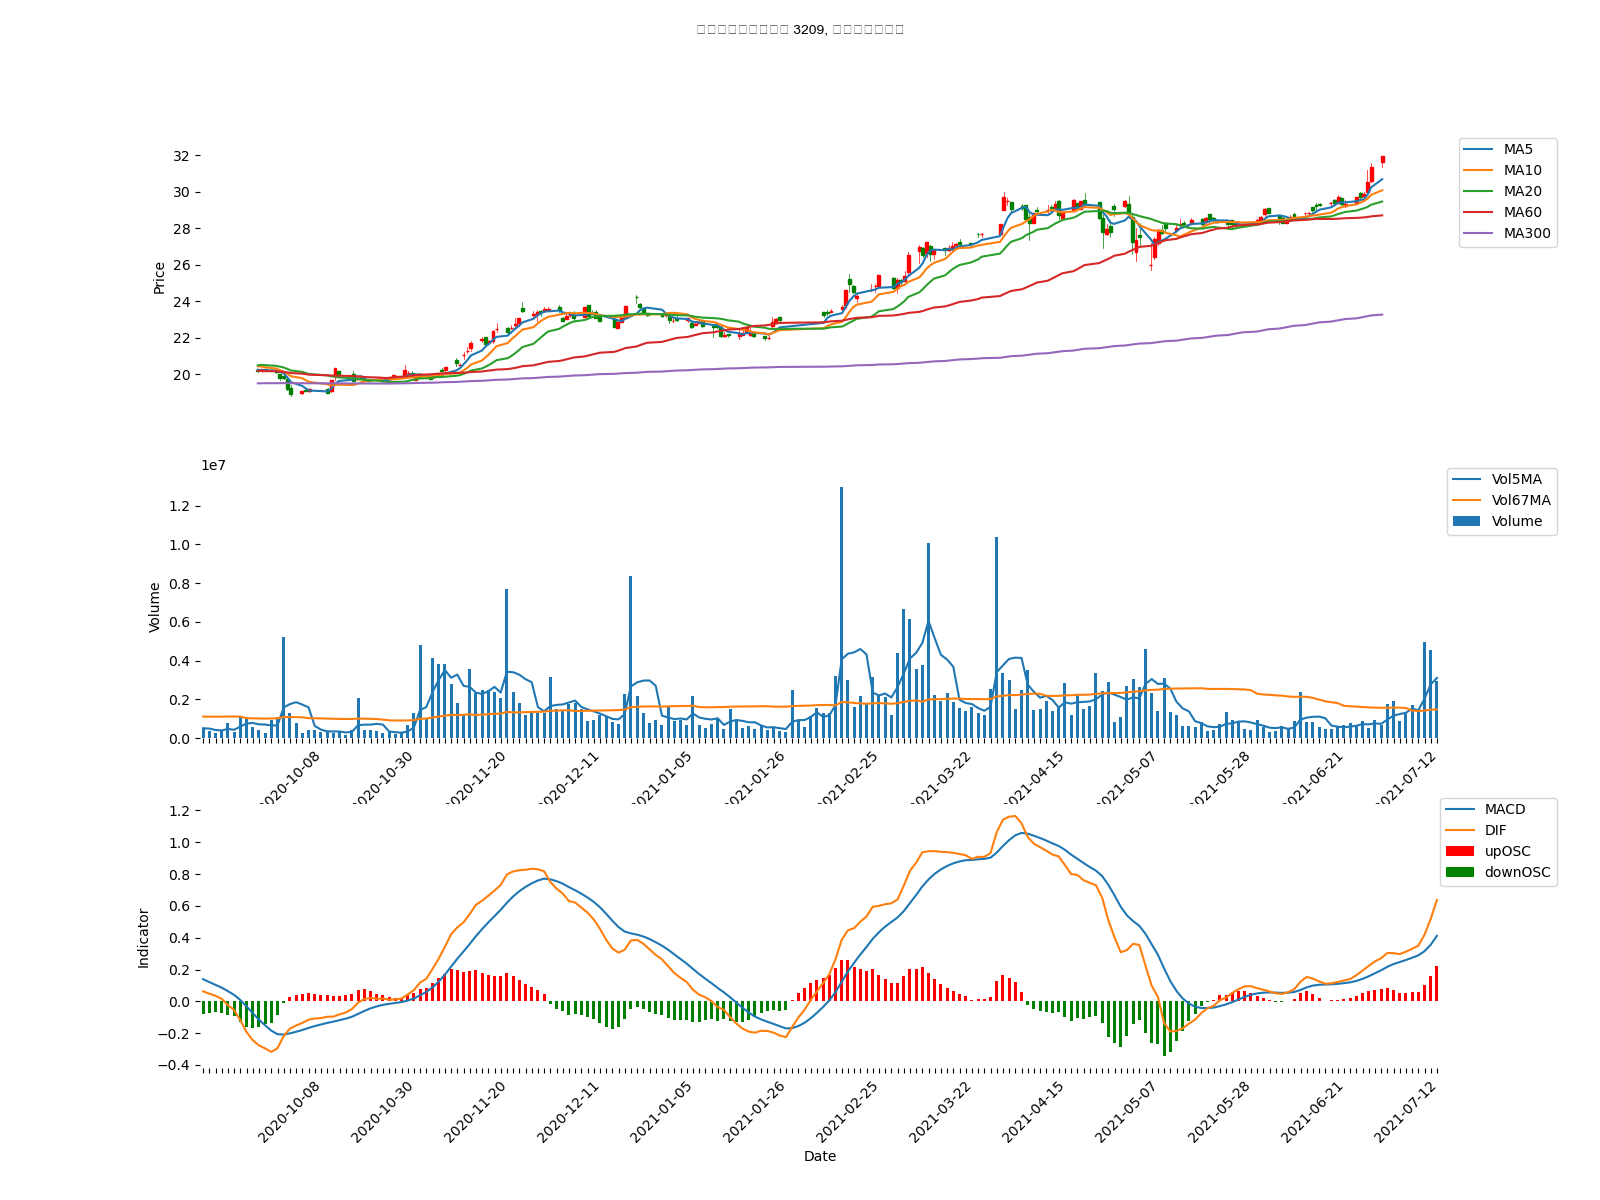 3209,
32
30
28
26
24
22
20
Price
MA5
MA10
MA20
MA60
MA300
1e7
1.2
1.0
0.8
0.6
0.4
0.2
0.0
Volume
Vol5MA
Vol67MA
Volume
2020-10-08
2020-10-30
2020-11-20
2020-12-11
2021-01-05
2021-01-26
2021-02-25
2021-03-22
2021-04-15
2021-05-07
2021-05-28
2021-06-21
2021-07-12
1.2
1.0
0.8
0.6
0.4
0.2
0.0
−0.2
−0.4
Indicator
MACD
DIF
upOSC
downOSC
2020-10-08
2020-10-30
2020-11-20
2020-12-11
2021-01-05
2021-01-26
2021-02-25
2021-03-22
2021-04-15
2021-05-07
2021-05-28
2021-06-21
2021-07-12
Date